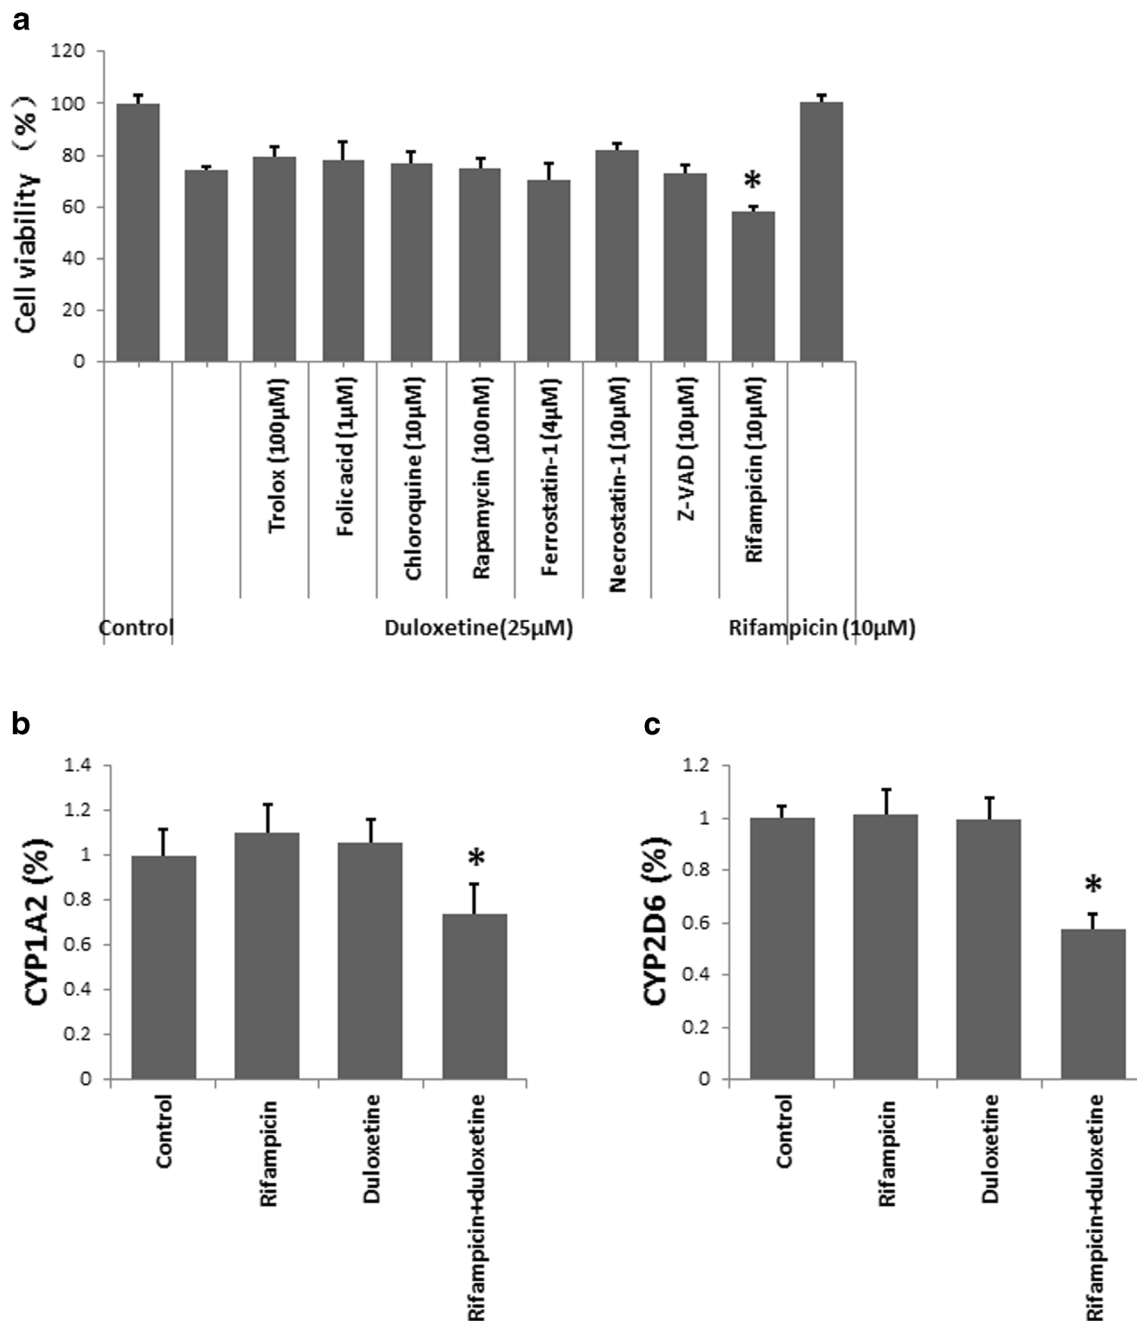 a
Cell viability (%)
120
100
80
60
40
20
0
*
Trolox (100μM)
Folic acid (1μM)
Chloroquine (10μM)
Rapamycin (100nM)
Ferrostatin-1 (4μM)
Necrostatin-1 (10μM)
Z-VAD (10μM)
Rifampicin (10μM)
Control
Duloxetine(25μM)
Rifampicin (10μM)
b
CYP1A2 (%)
1.4
1.2
1
0.8
0.6
0.4
0.2
0
*
Control
Rifampicin
Duloxetine
Rifampicin+duloxetine
c
CYP2D6 (%)
1.2
1
0.8
0.6
0.4
0.2
0
*
Control
Rifampicin
Duloxetine
Rifampicin+duloxetine